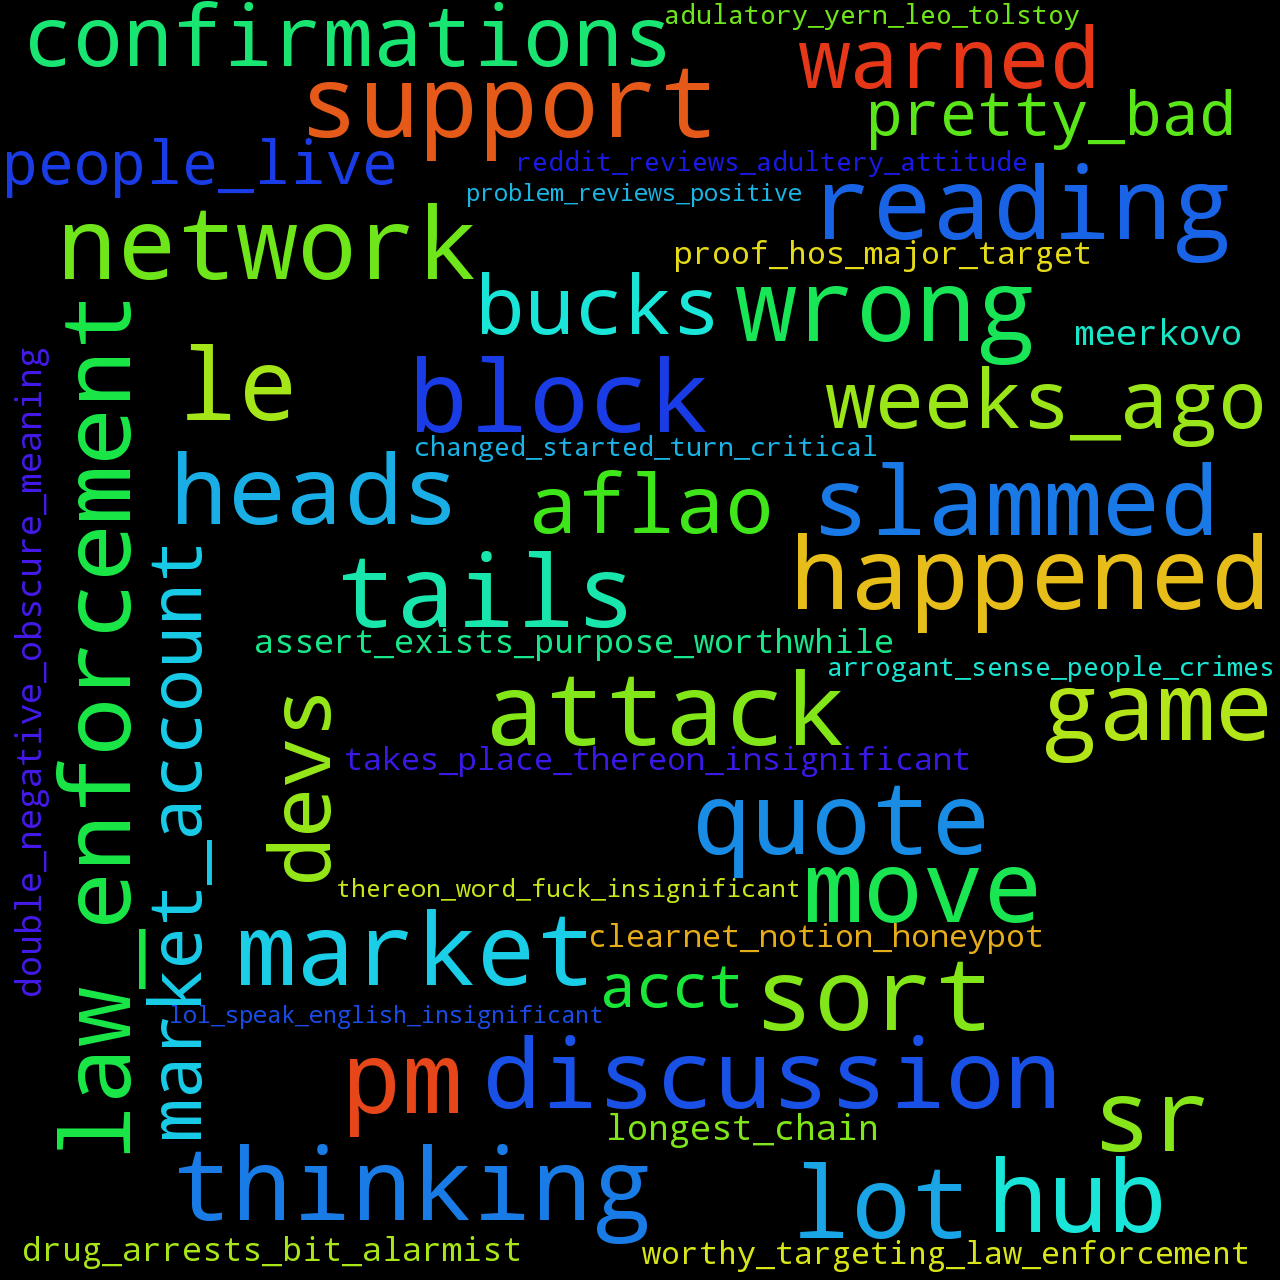 confirmations
adulatory_yern_leo_tolstoy
warned
support
pretty_bad
people_live
reddit_reviews_adultery_attitude
problem_reviews_positive
reading
network
proof_hos_major_target
bucks
wrong
meerkovo
law_enforcement
le
block
weeks_ago
double_negative_obscure_meaning
changed_started_turn_critical
heads
aflao
slammed
market_account
tails
happened
assert_exists_purpose_worthwhile
arrogant_sense_people_crimes
devs
attack
game
takes_place_thereon_insignificant
quote
thereon_word_fuck_insignificant
move
market
clearnet_notion_honeypot
acct
sort
lol_speak_english_insignificant
pm
discussion
longest_chain
sr
thinking
lot
hub
drug_arrests_bit_alarmist
worthy_targeting_law_enforcement